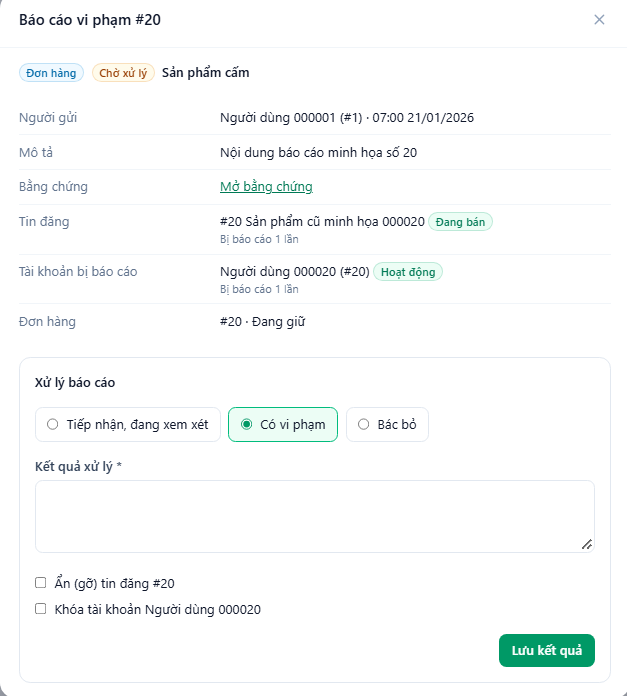 Báo cáo vi phạm #20
Đơn hàng Chờ xử lý Sản phẩm cấm
Người gửi Người dùng 000001 (#1) · 07:00 21/01/2026
Mô tả Nội dung báo cáo minh họa số 20
Bằng chứng Mở bằng chứng
Tin đăng #20 Sản phẩm cũ minh họa 000020 Đang bán
Bị báo cáo 1 lần
Tài khoản bị báo cáo Người dùng 000020 (#20) Hoạt động
Bị báo cáo 1 lần
Đơn hàng #20 · Đang giữ
Xử lý báo cáo
Tiếp nhận, đang xem xét Có vi phạm Bác bỏ
Kết quả xử lý *
Ẩn (gỡ) tin đăng #20
Khóa tài khoản Người dùng 000020
Lưu kết quả